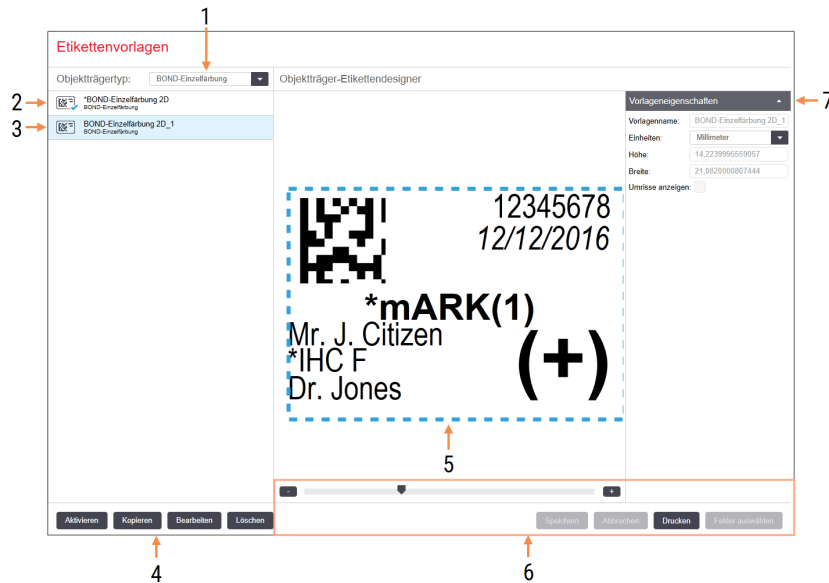 1
Etikettenvorlagen
Objektträgertyp: BOND-Einzelfärbung
Objektträger-Etikettendesigner
2
*BOND-Einzelfärbung 2D
BOND-Einzelfärbung
3
BOND-Einzelfärbung 2D_1
BOND-Einzelfärbung
Vorlageneigenschaften
7
Vorlagenname: BOND-Einzelfärbung 2D_1
Einheiten: Millimeter
Höhe: 14,2239995559057
Breite: 21,0820000807444
Umrisse anzeigen:
12345678
12/12/2016
*mARK(1)
Mr. J. Citizen
*IHC F
Dr. Jones
(+)
5
- +
Aktivieren Kopieren Bearbeiten Löschen
Speichern Abbrechen Drucken Felder auswählen
4
6